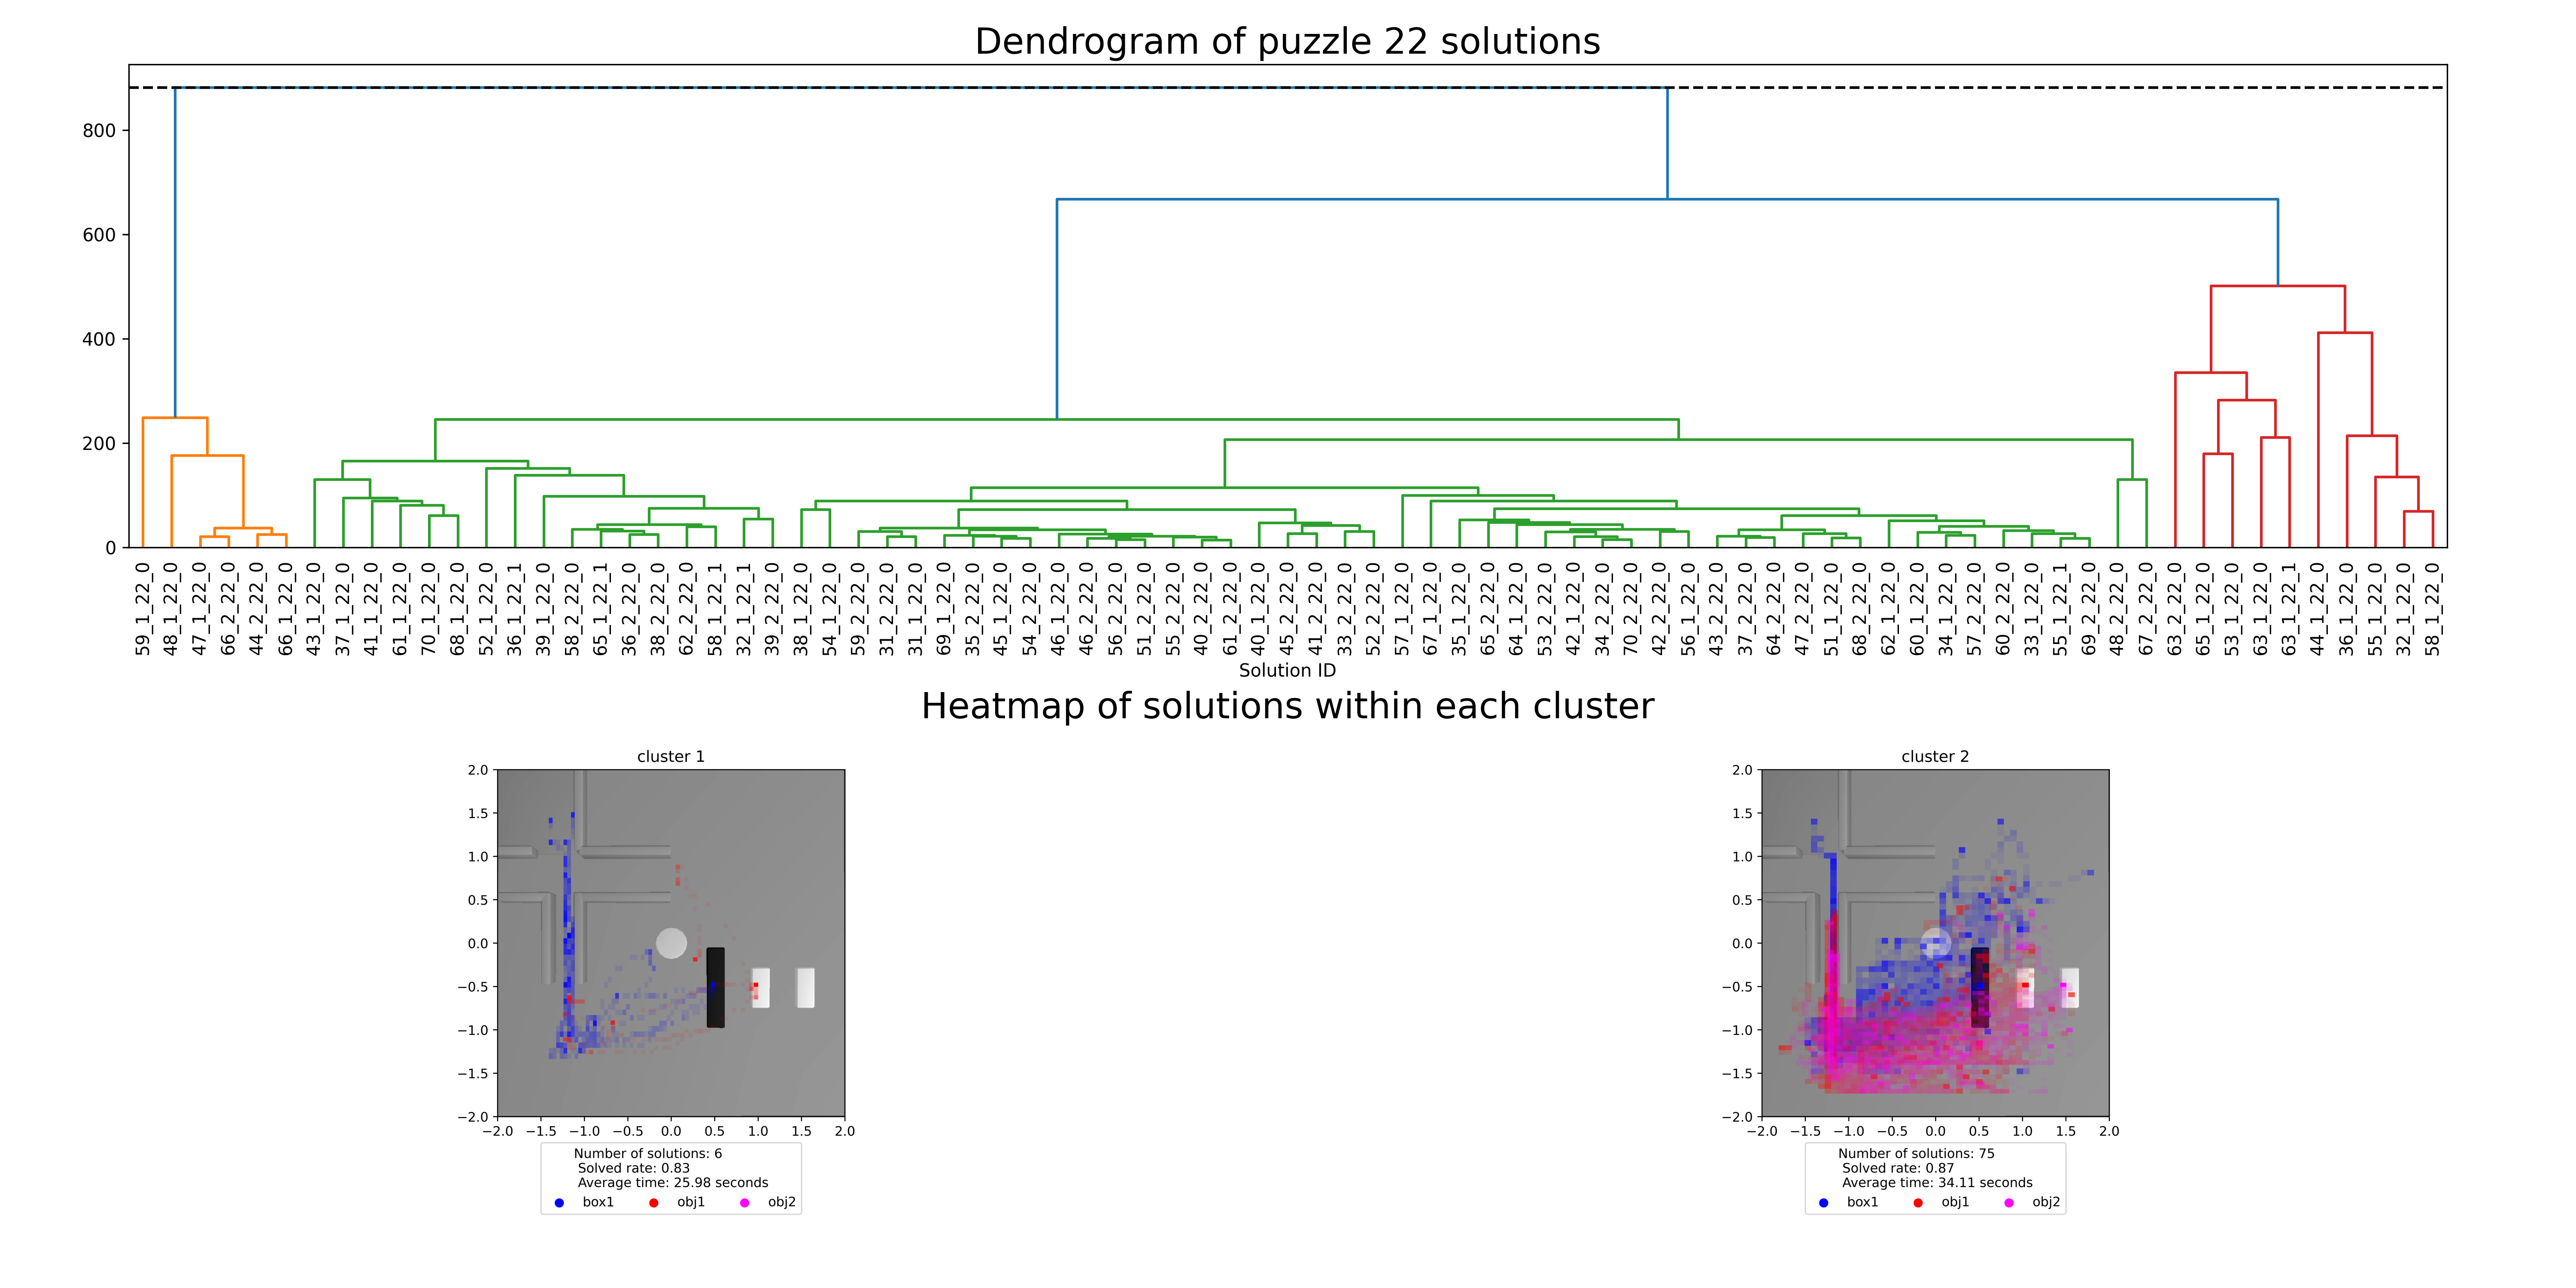 Dendrogram of puzzle 22 solutions
800
600
400
200
0
59_1_22_0 48_1_22_0 47_1_22_0 66_2_22_0 44_2_22_0 66_1_22_0 43_1_22_0 37_1_22_0 41_1_22_0 61_1_22_0 70_1_22_0 68_1_22_0 52_1_22_0 36_1_22_1 39_1_22_0 58_2_22_0 65_1_22_1 36_2_22_0 38_2_22_0 62_2_22_0 58_1_22_1 32_1_22_1 39_2_22_0 38_1_22_0 54_1_22_0 59_2_22_0 31_2_22_0 31_1_22_0 69_1_22_0 35_2_22_0 45_1_22_0 54_2_22_0 46_1_22_0 46_2_22_0 56_2_22_0 51_2_22_0 55_2_22_0 40_2_22_0 61_2_22_0 40_1_22_0 45_2_22_0 41_2_22_0 33_2_22_0 52_2_22_0 57_1_22_0 67_1_22_0 35_1_22_0 65_2_22_0 64_1_22_0 53_2_22_0 42_1_22_0 34_2_22_0 70_2_22_0 42_2_22_0 56_1_22_0 43_2_22_0 37_2_22_0 64_2_22_0 47_2_22_0 51_1_22_0 68_2_22_0 62_1_22_0 60_1_22_0 34_1_22_0 57_2_22_0 60_2_22_0 33_1_22_0 55_1_22_1 69_2_22_0 48_2_22_0 67_2_22_0 63_2_22_0 65_1_22_0 53_1_22_0 63_1_22_0 63_1_22_1 44_1_22_0 36_1_22_0 55_1_22_0 32_1_22_0 58_1_22_0
Solution ID
Heatmap of solutions within each cluster
cluster 1
2.0
1.5
1.0
0.5
0.0
−0.5
−1.0
−1.5
−2.0
−2.0 −1.5 −1.0 −0.5 0.0 0.5 1.0 1.5 2.0
Number of solutions: 6
Solved rate: 0.83
Average time: 25.98 seconds
box1 obj1 obj2
cluster 2
2.0
1.5
1.0
0.5
0.0
−0.5
−1.0
−1.5
−2.0
−2.0 −1.5 −1.0 −0.5 0.0 0.5 1.0 1.5 2.0
Number of solutions: 75
Solved rate: 0.87
Average time: 34.11 seconds
box1 obj1 obj2